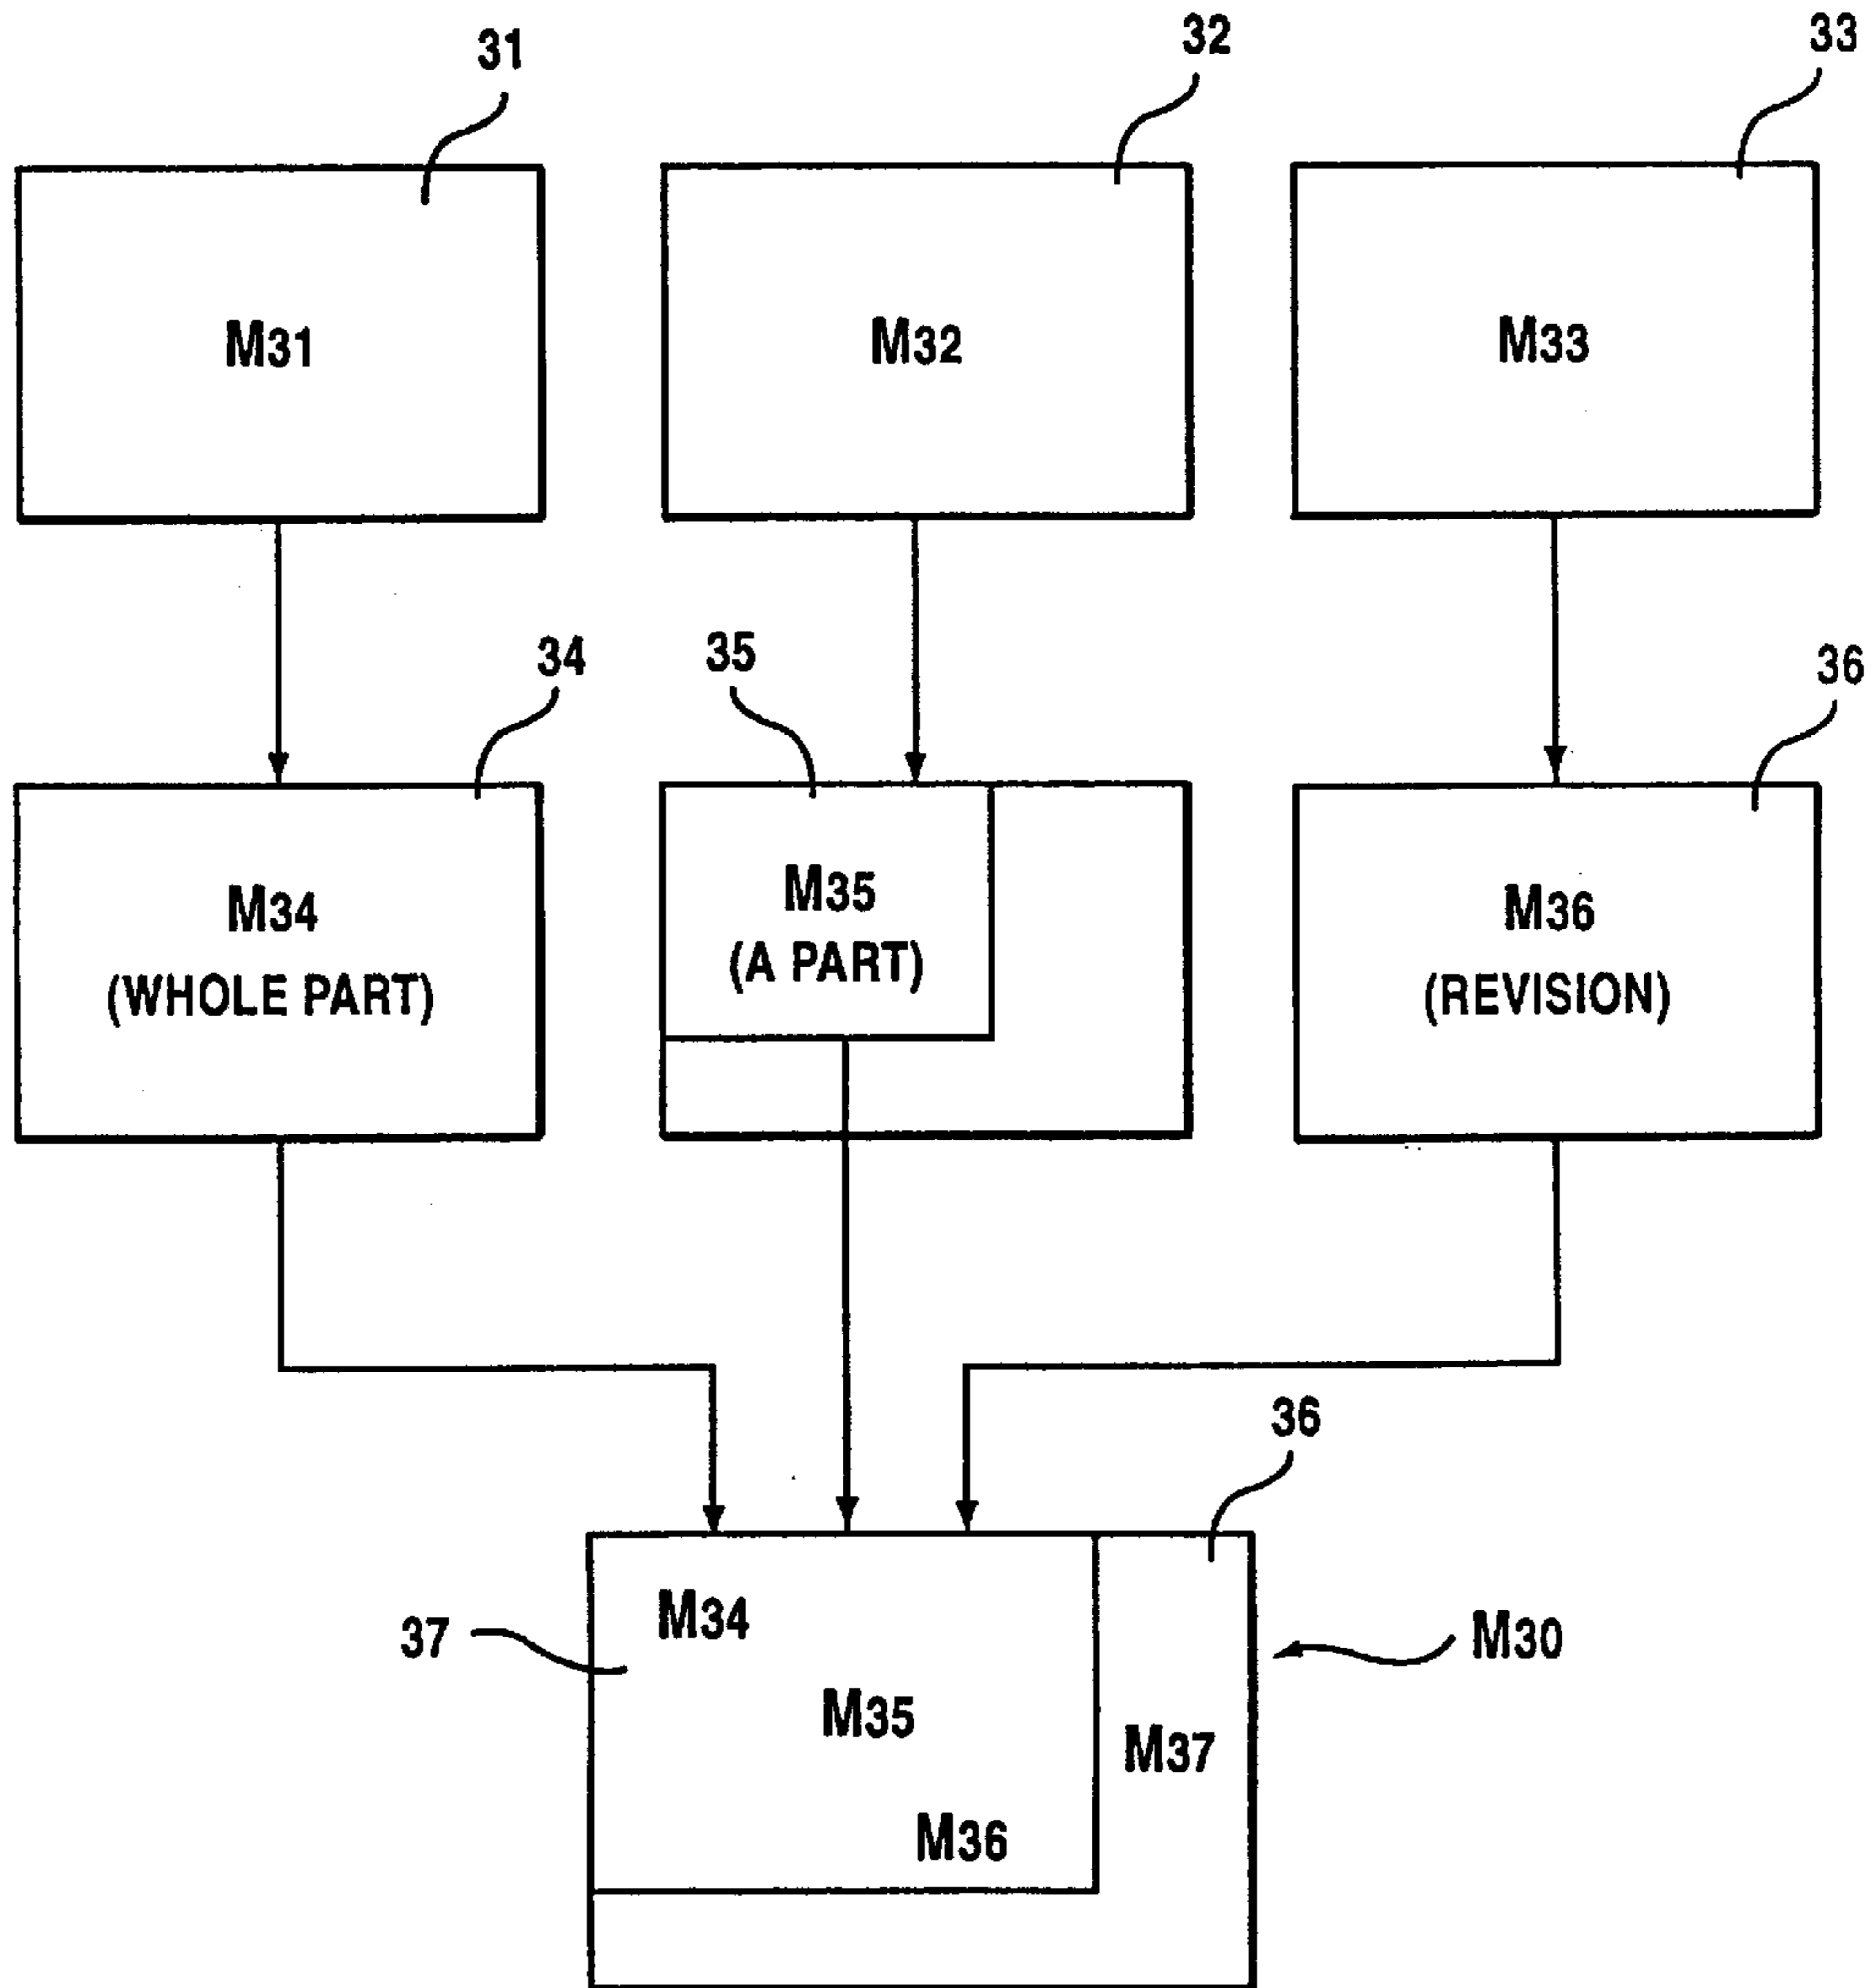 31
32
33
M31
M32
M33
34
35
36
M34
(WHOLE PART)
M35
(A PART)
M36
(REVISION)
36
37
M34
M30
M35
M37
M36